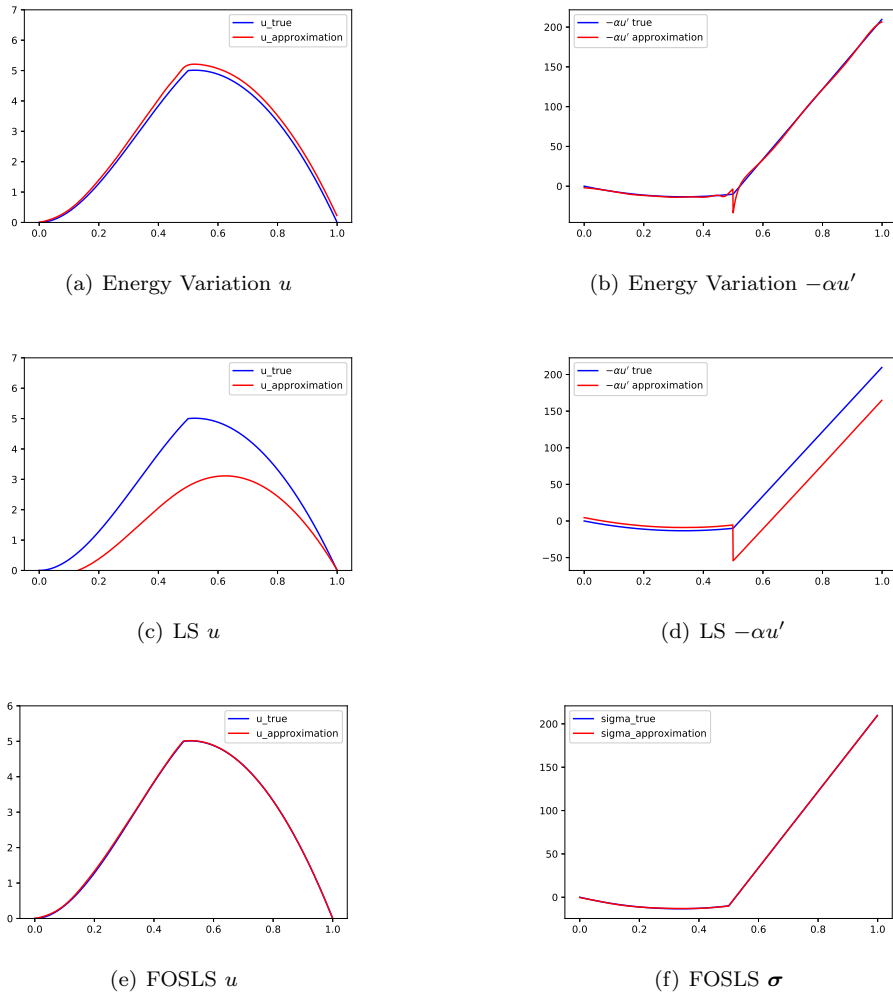 7
6
5
4
3
2
1
0
u_true
u_approximation
0.0 0.2 0.4 0.6 0.8 1.0
(a) Energy Variation u
200
150
100
50
0
−αu′ true
−αu′ approximation
0.0 0.2 0.4 0.6 0.8 1.0
(b) Energy Variation −αu′
7
6
5
4
3
2
1
0
u_true
u_approximation
0.0 0.2 0.4 0.6 0.8 1.0
(c) LS u
200
150
100
50
0
−50
−αu′ true
−αu′ approximation
0.0 0.2 0.4 0.6 0.8 1.0
(d) LS −αu′
6
5
4
3
2
1
0
u_true
u_approximation
0.0 0.2 0.4 0.6 0.8 1.0
(e) FOSLS u
200
150
100
50
0
sigma_true
sigma_approximation
0.0 0.2 0.4 0.6 0.8 1.0
(f) FOSLS σ